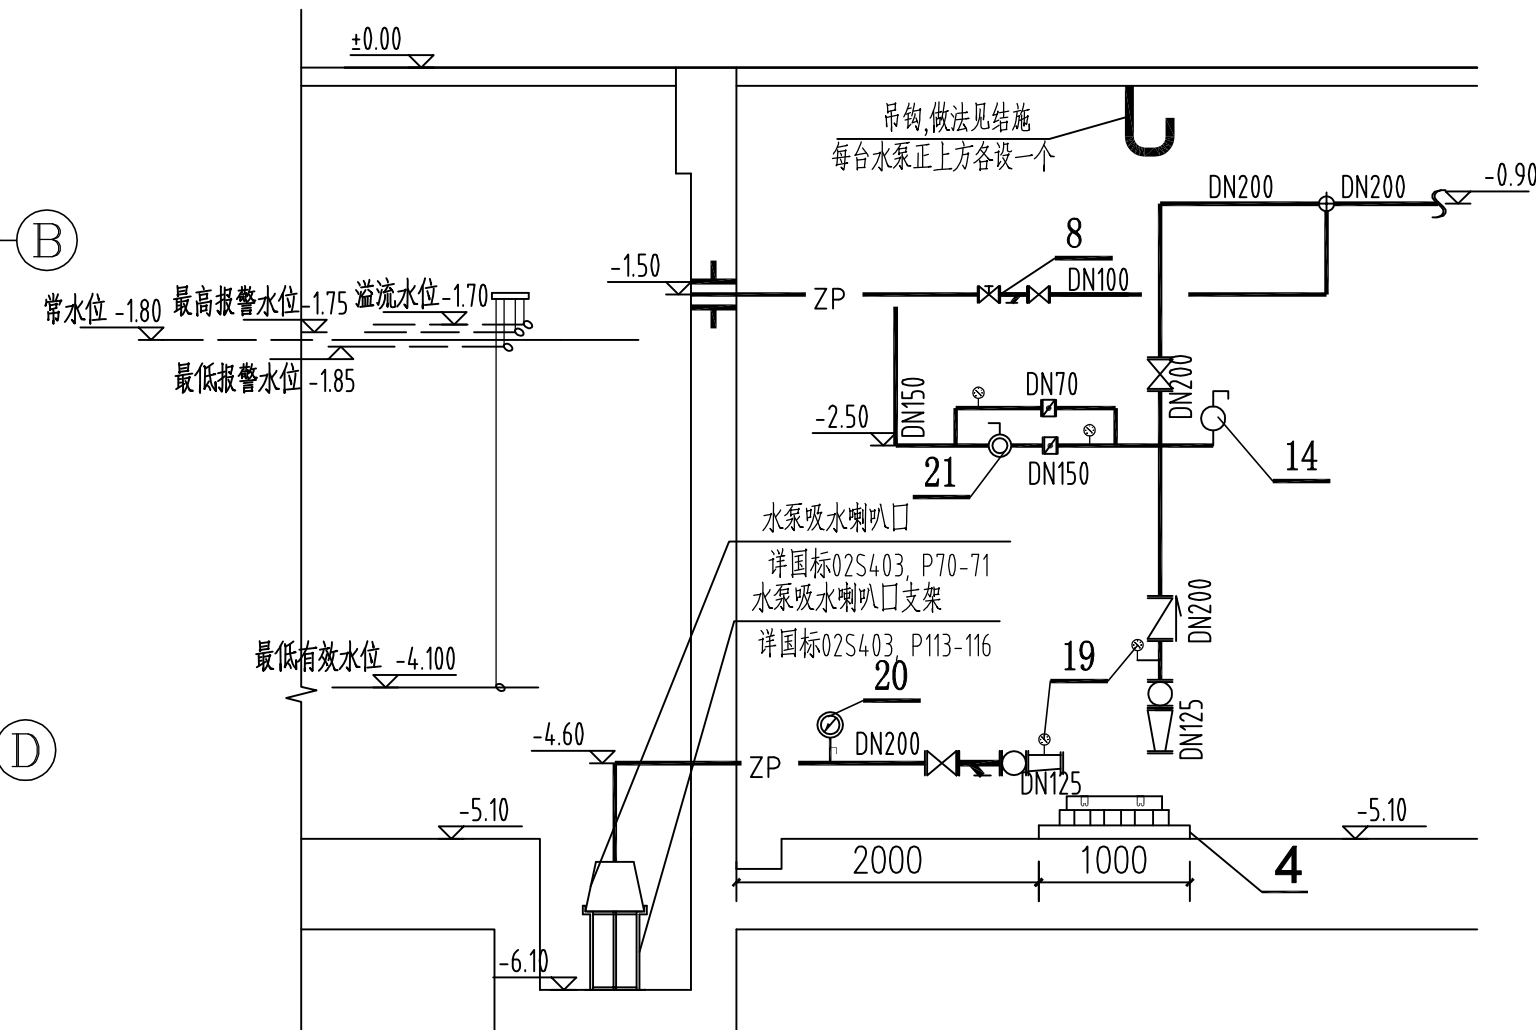 ±0.00
吊钩,做法见结施
每台水泵正上方各设一个
DN200
DN200
-0.90
B
8
-1.50
DN100
ZP
常水位 -1.80
最高报警水位-1.75
溢流水位-1.70
最低报警水位 -1.85
DN150
DN70
DN200
-2.50
21
DN150
14
水泵吸水喇叭口
详国标02S403, P70-71
水泵吸水喇叭口支架
详国标02S403, P113-116
DN200
最低有效水位 -4.100
20
19
D
-4.60
DN200
DN125
ZP
DN125
-5.10
-5.10
2000
1000
4
-6.10